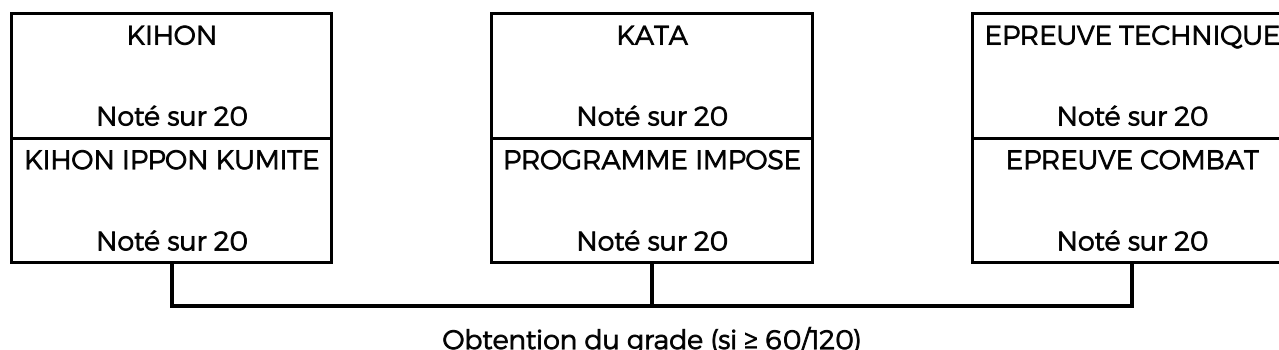 KIHON
Noté sur 20
KIHON IPPON KUMITE
Noté sur 20
KATA
Noté sur 20
PROGRAMME IMPOSE
Noté sur 20
EPREUVE TECHNIQUE
Noté sur 20
EPREUVE COMBAT
Noté sur 20
Obtention du grade (si ≥ 60/120)